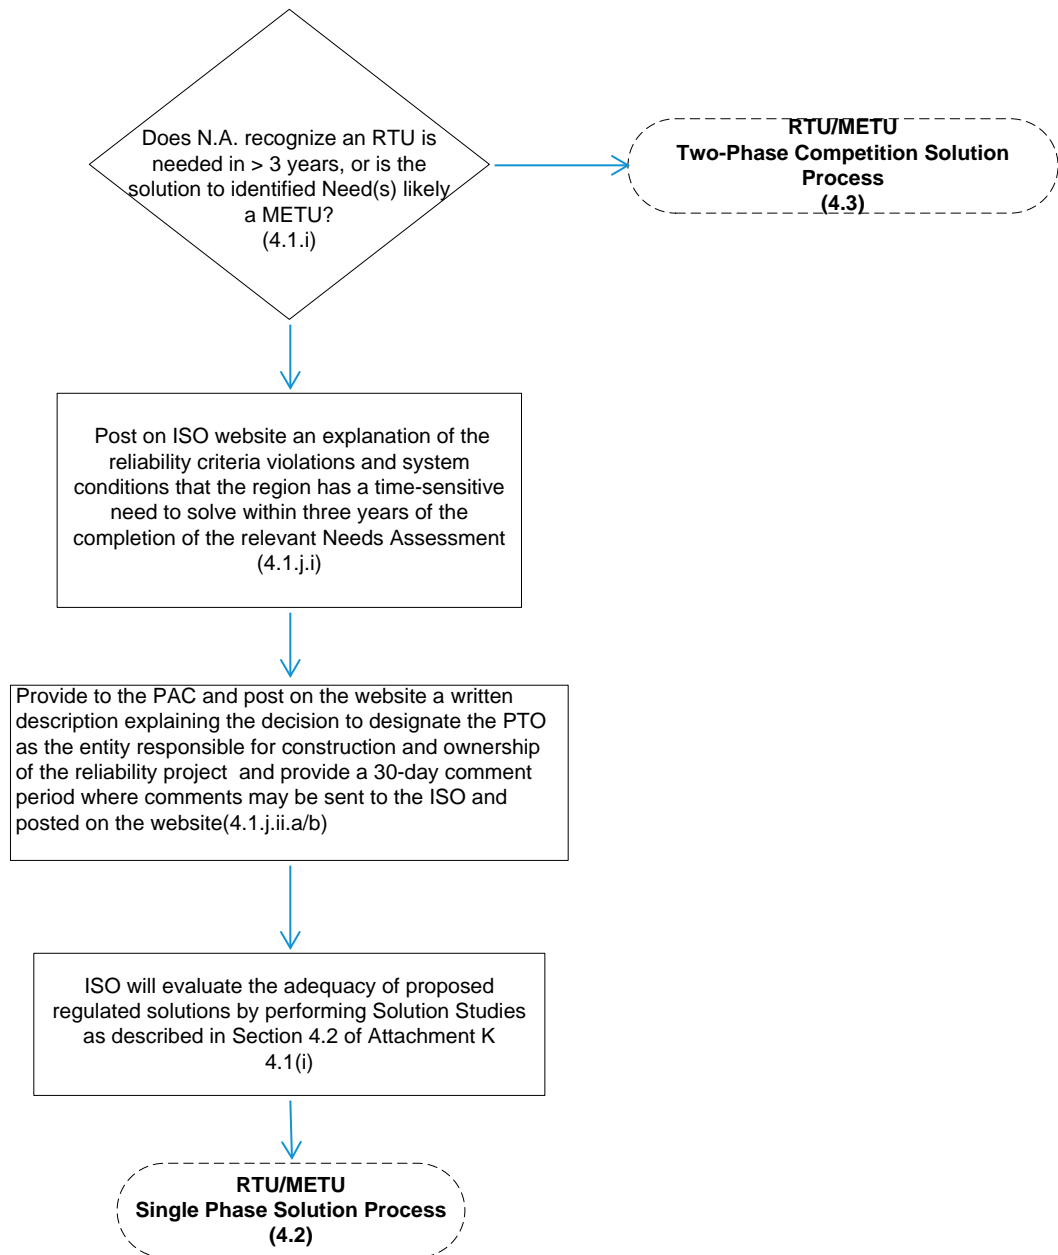 Does N.A. recognize an RTU is
needed in > 3 years, or is the
solution to identified Need(s) likely
a METU?
(4.1.i)
RTU/METU
Two-Phase Competition Solution
Process
(4.3)
Post on ISO website an explanation of the
reliability criteria violations and system
conditions that the region has a time-sensitive
need to solve within three years of the
completion of the relevant Needs Assessment
(4.1.j.i)
Provide to the PAC and post on the website a written
description explaining the decision to designate the PTO
as the entity responsible for construction and ownership
of the reliability project  and provide a 30-day comment
period where comments may be sent to the ISO and
posted on the website(4.1.j.ii.a/b)
ISO will evaluate the adequacy of proposed
regulated solutions by performing Solution Studies
as described in Section 4.2 of Attachment K
4.1(i)
RTU/METU
Single Phase Solution Process
(4.2)